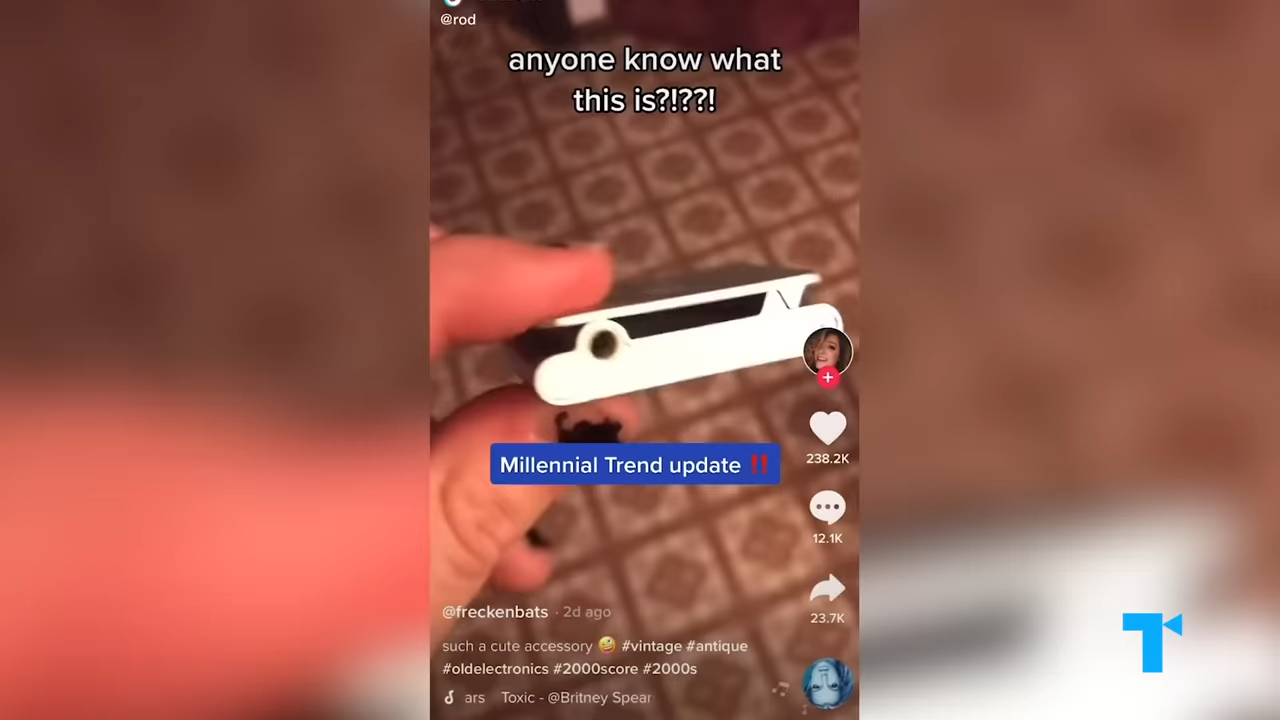 @rod
anyone know what
this is?!??!
Millennial Trend update ‼️
238.2K
12.1K
23.7K
@freckenbats · 2d ago
such a cute accessory 🤪 #vintage #antique
#oldelectronics #2000score #2000s
ars Toxic - @Britney Spear